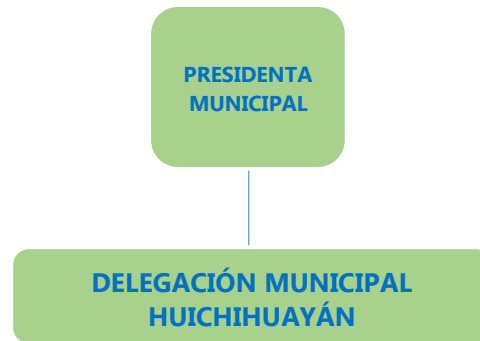 PRESIDENTA
MUNICIPAL
DELEGACIÓN MUNICIPAL
HUICHIHUAYÁN